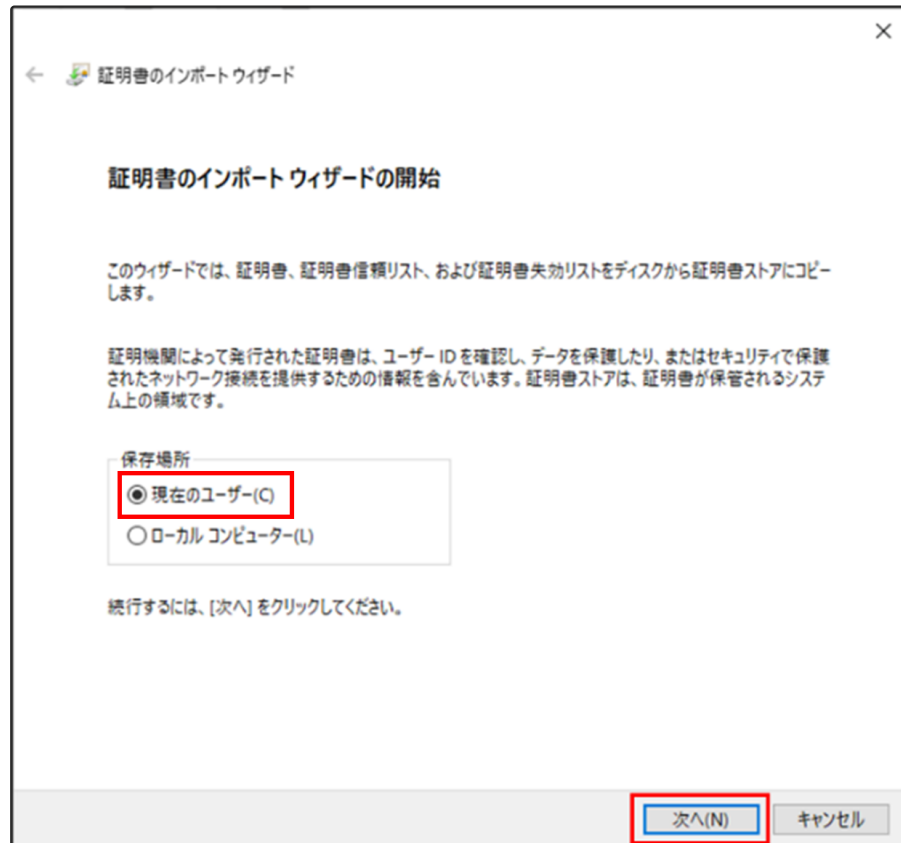 証明書のインポート ウィザード
証明書のインポート ウィザードの開始
このウィザードでは、証明書、証明書信頼リスト、および証明書失効リストをディスクから証明書ストアにコピー
します。
証明機関によって発行された証明書は、ユーザー ID を確認し、データを保護したり、またはセキュリティで保護
されたネットワーク接続を提供するための情報を含んでいます。証明書ストアは、証明書が保管されるシステ
ム上の領域です。
保存場所
現在のユーザー(C)
ローカル コンピューター(L)
続行するには、[次へ] をクリックしてください。
次へ(N)
キャンセル